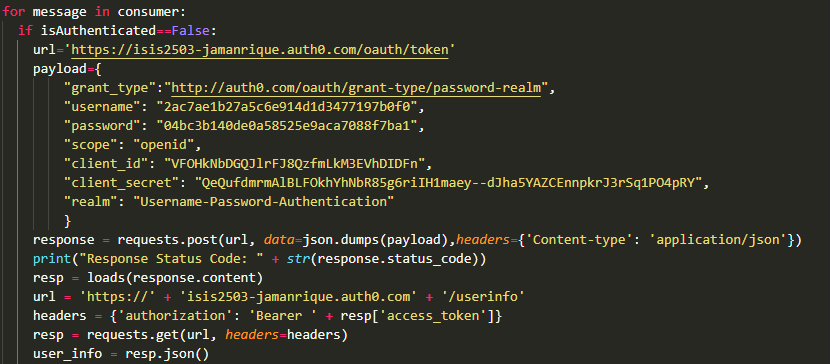 for message in consumer:
if isAuthenticated==False:
url='https://isis2503-jamanrique.auth0.com/oauth/token'
payload={
"grant_type":"http://auth0.com/oauth/grant-type/password-realm",
"username": "2ac7ae1b27a5c6e914d1d3477197b0f0",
"password": "04bc3b140de0a58525e9aca7088f7ba1",
"scope": "openid",
"client_id": "VFOHkNbDGQJlrFJ8QzfmLkM3EVhDIDFn",
"client_secret": "QeQufdmrmAlBLFOkhYhNbR85g6riIH1maey--dJha5YAZCEnnpkrJ3rSq1PO4pRY",
"realm": "Username-Password-Authentication"
}
response = requests.post(url, data=json.dumps(payload),headers={'Content-type': 'application/json'})
print("Response Status Code: " + str(response.status_code))
resp = loads(response.content)
url = 'https://' + 'isis2503-jamanrique.auth0.com' + '/userinfo'
headers = {'authorization': 'Bearer ' + resp['access_token']}
resp = requests.get(url, headers=headers)
user_info = resp.json()